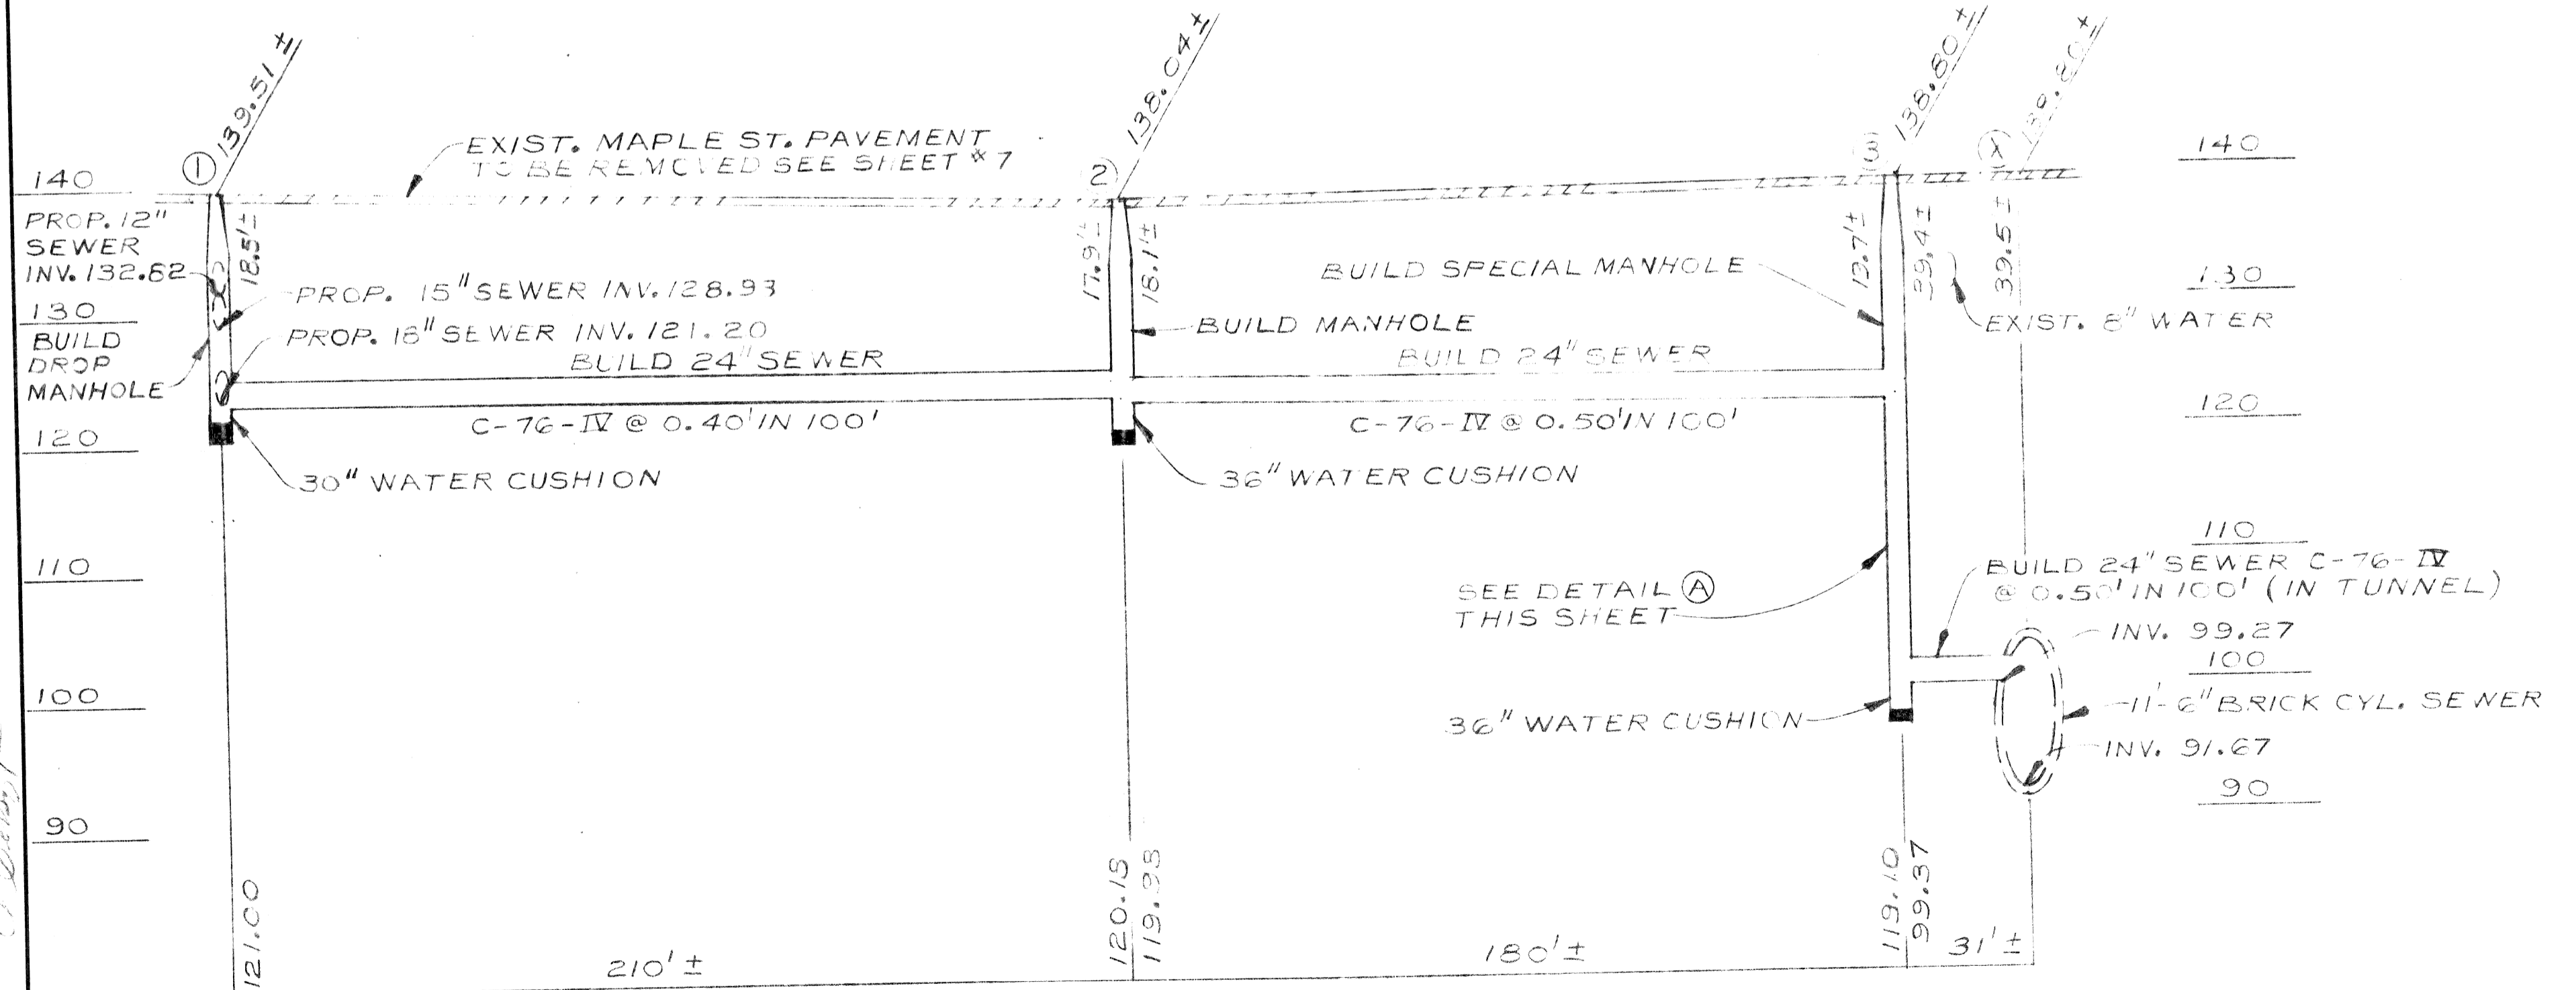 139.51±
138.04±
138.80±
139.80±
①
②
③
Ⓧ
EXIST. MAPLE ST. PAVEMENT
TO BE REMOVED SEE SHEET #7
140
140
PROP. 12"
SEWER
INV. 132.62
18.5'±
17.9'±
18.1'±
BUILD SPECIAL MANHOLE
19.7'±
39.4±
39.5±
130
PROP. 15" SEWER INV. 128.93
130
BUILD
DROP
MANHOLE
PROP. 18" SEWER INV. 121.20
BUILD 24" SEWER
BUILD MANHOLE
BUILD 24" SEWER
EXIST. 8" WATER
120
C-76-IV @ 0.40' IN 100'
C-76-IV @ 0.50' IN 100'
120
30" WATER CUSHION
36" WATER CUSHION
110
110
BUILD 24" SEWER C-76-IV
@ 0.50' IN 100' (IN TUNNEL)
SEE DETAIL Ⓐ
THIS SHEET
INV. 99.27
100
100
36" WATER CUSHION
11'-6" BRICK CYL. SEWER
INV. 91.67
90
90
121.00
120.18
119.98
119.10
99.37
210'±
180'±
31'±